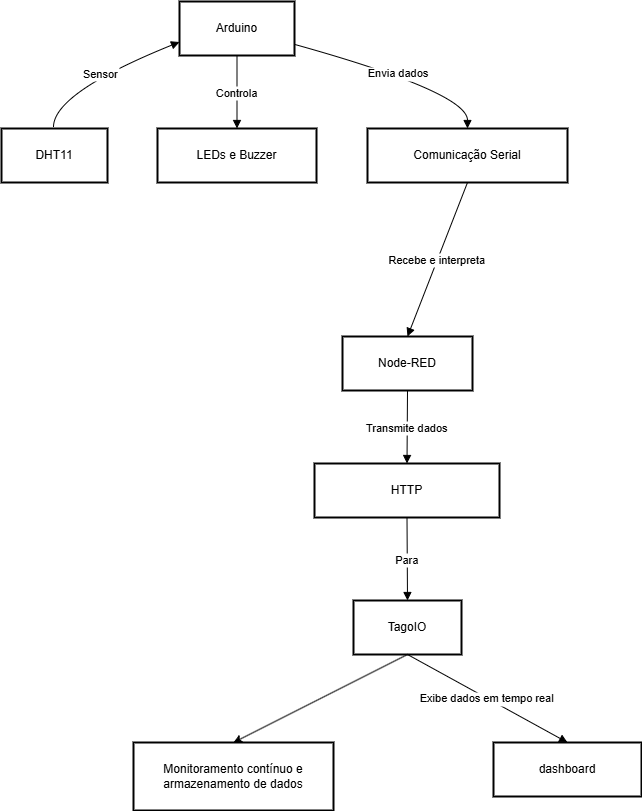 Arduino
Sensor
Controla
Envia dados
DHT11
LEDs e Buzzer
Comunicação Serial
Recebe e interpreta
Node-RED
Transmite dados
HTTP
Para
TagoIO
Exibe dados em tempo real
Monitoramento contínuo e
armazenamento de dados
dashboard